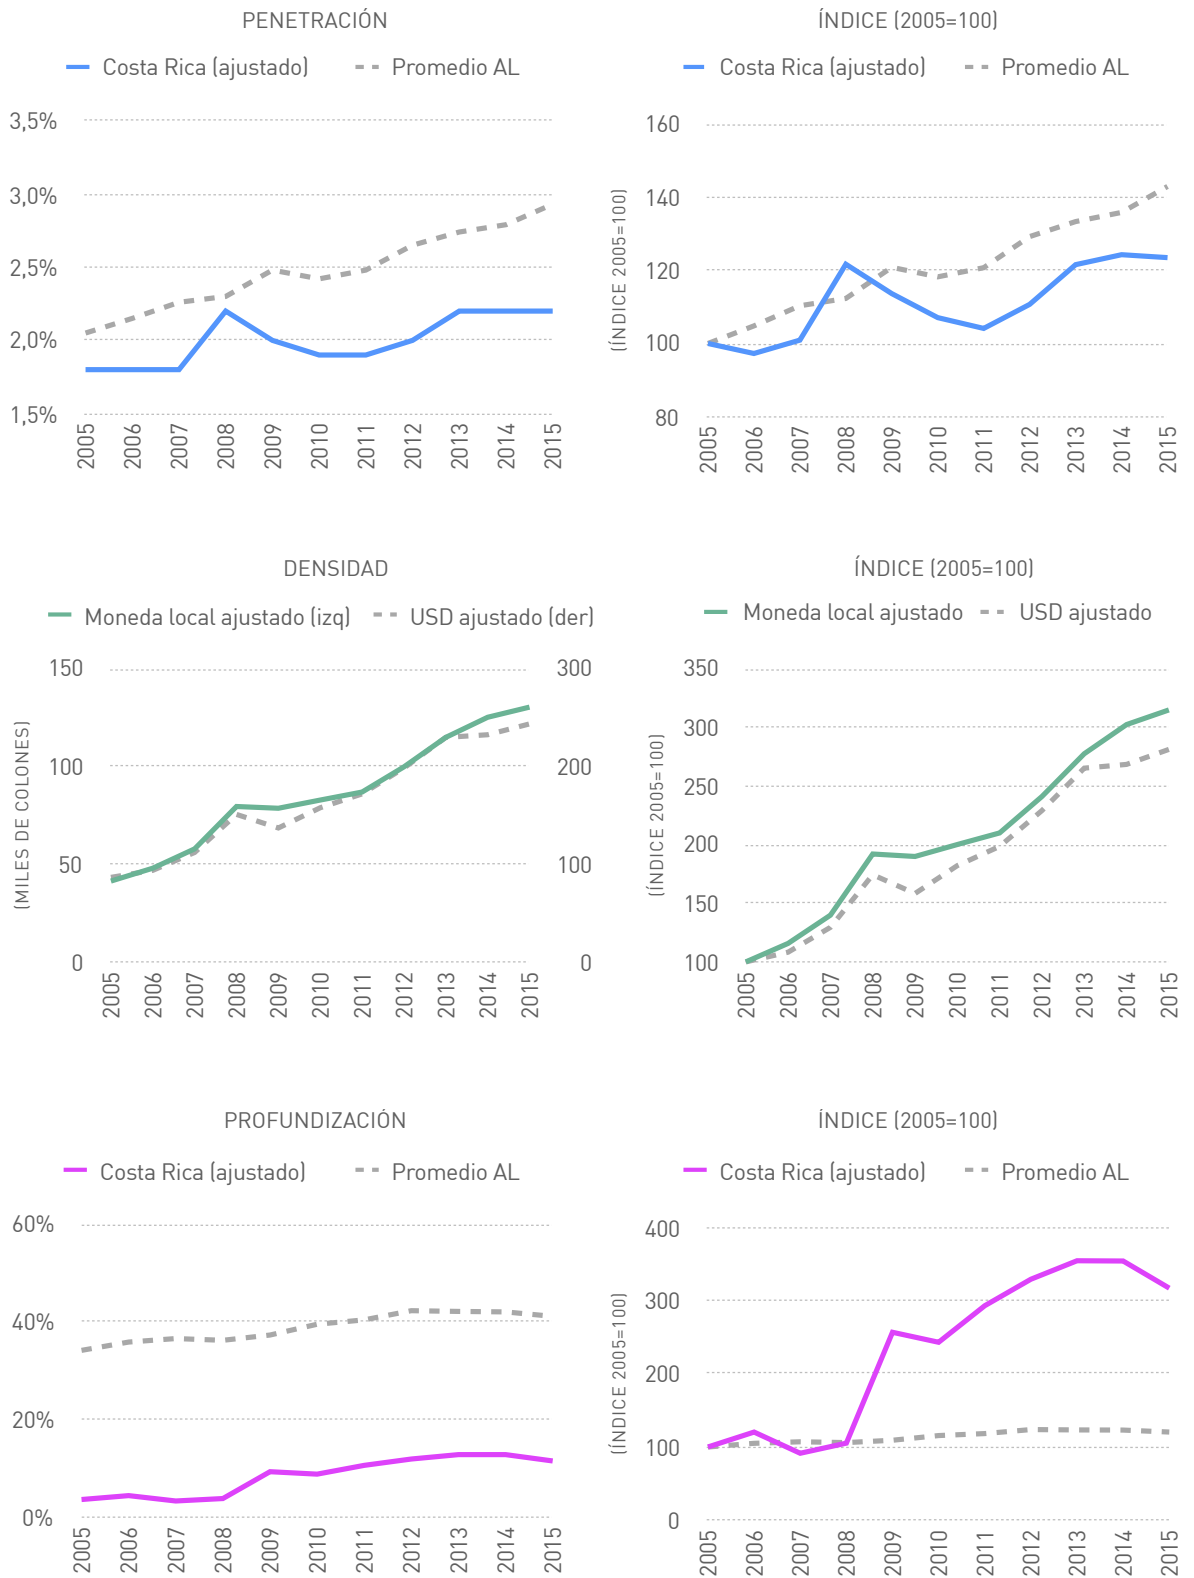 PENETRACIÓN
Costa Rica (ajustado) Promedio AL
3,5%
3,0%
2,5%
2,0%
1,5%
2005 2006 2007 2008 2009 2010 2011 2012 2013 2014 2015
ÍNDICE (2005=100)
Costa Rica (ajustado) Promedio AL
(ÍNDICE 2005=100)
160
140
120
100
80
2005 2006 2007 2008 2009 2010 2011 2012 2013 2014 2015
DENSIDAD
Moneda local ajustado (izq) USD ajustado (der)
(MILES DE COLONES)
150 300
100 200
50 100
0 0
2005 2006 2007 2008 2009 2010 2011 2012 2013 2014 2015
ÍNDICE (2005=100)
Moneda local ajustado USD ajustado
(ÍNDICE 2005=100)
350
300
250
200
150
100
2005 2006 2007 2008 2009 2010 2011 2012 2013 2014 2015
PROFUNDIZACIÓN
Costa Rica (ajustado) Promedio AL
60%
40%
20%
0%
2005 2006 2007 2008 2009 2010 2011 2012 2013 2014 2015
ÍNDICE (2005=100)
Costa Rica (ajustado) Promedio AL
(ÍNDICE 2005=100)
400
300
200
100
0
2005 2006 2007 2008 2009 2010 2011 2012 2013 2014 2015